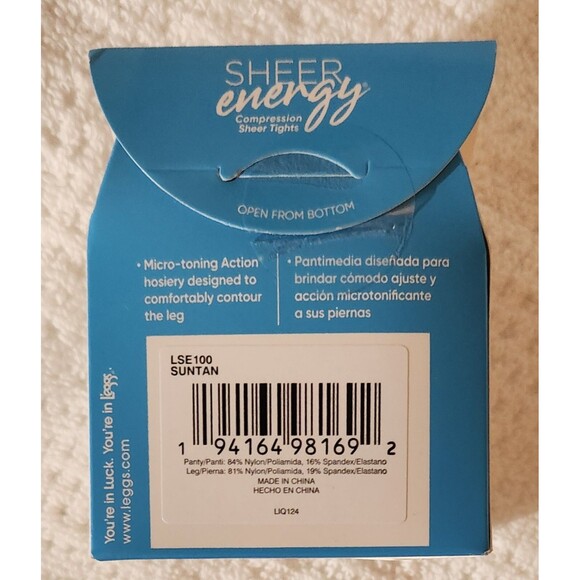 SHEER
energy
Compression
Sheer Tights
OPEN FROM BOTTOM
• Micro-toning Action
hosiery designed to
comfortably contour
the leg
• Pantimedia diseñada para
brindar cómodo ajuste y
acción microtonificante
a sus piernas
You're in Luck. You're in L'eggs.
www.leggs.com
LSE100
SUNTAN
1 94164 98169 2
Panty/Panti: 84% Nylon/Poliamida, 16% Spandex/Elastano
Leg/Pierna: 81% Nylon/Poliamida, 19% Spandex/Elastano
MADE IN CHINA
HECHO EN CHINA
LIQ124